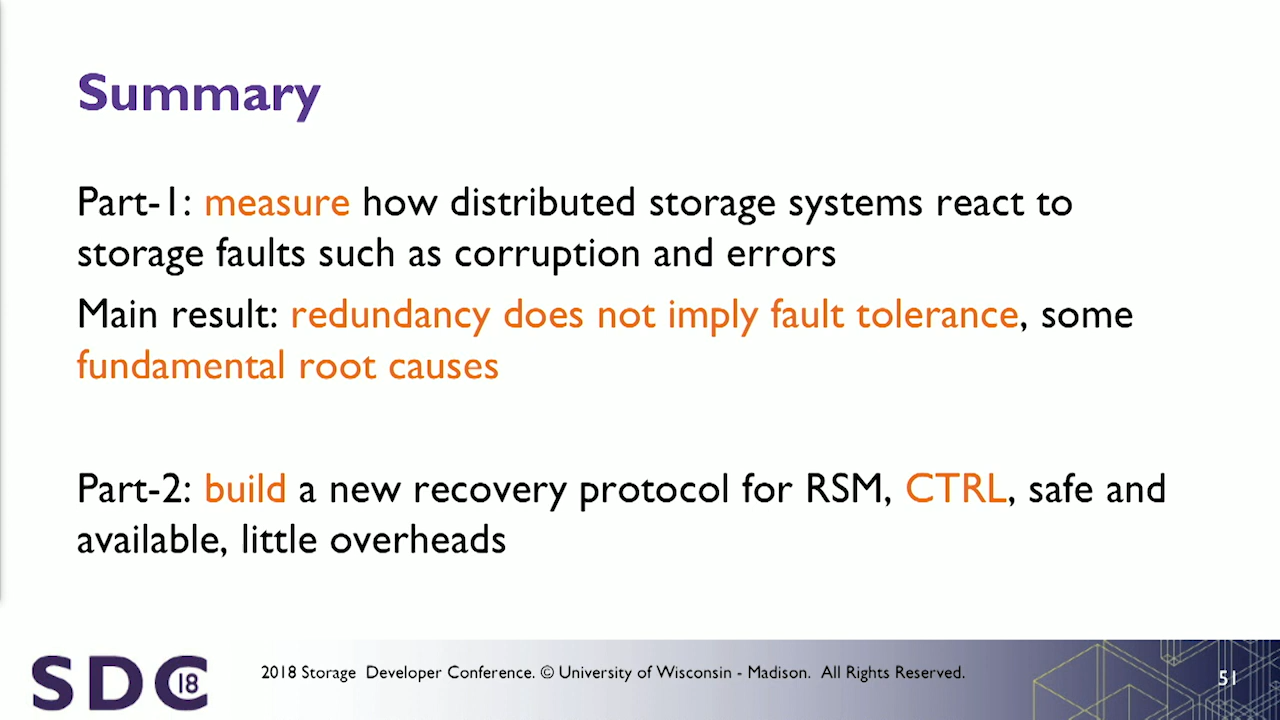 Summary
Part-1: measure how distributed storage systems react to
storage faults such as corruption and errors
Main result: redundancy does not imply fault tolerance, some
fundamental root causes
Part-2: build a new recovery protocol for RSM, CTRL, safe and
available, little overheads
SDC 18
2018 Storage Developer Conference. © University of Wisconsin - Madison. All Rights Reserved.
51